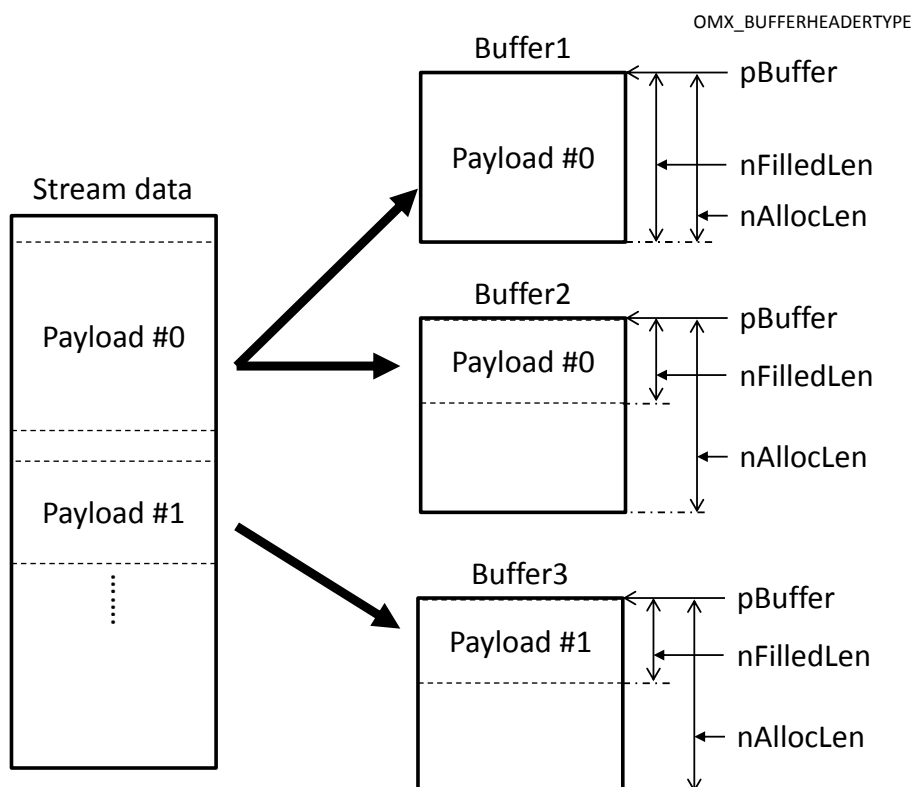 OMX_BUFFERHEADERTYPE
Buffer1
pBuffer
Payload #0
nFilledLen
nAllocLen
Stream data
Payload #0
Payload #1
Buffer2
pBuffer
Payload #0
nFilledLen
nAllocLen
Buffer3
pBuffer
Payload #1
nFilledLen
nAllocLen